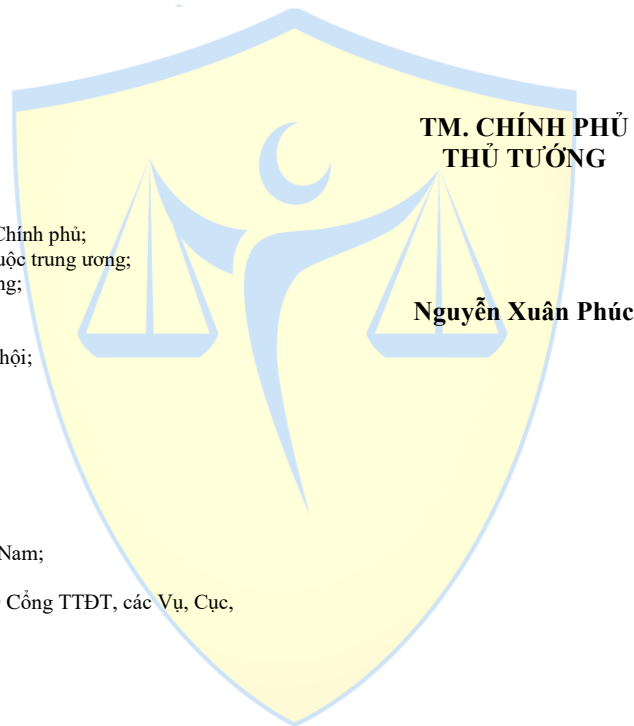 TM. CHÍNH PHỦ
THỦ TƯỚNG
Chính phủ;
uộc trung ương;
ng;
Nguyễn Xuân Phúc
hội;
Nam;
Cổng TTĐT, các Vụ, Cục,